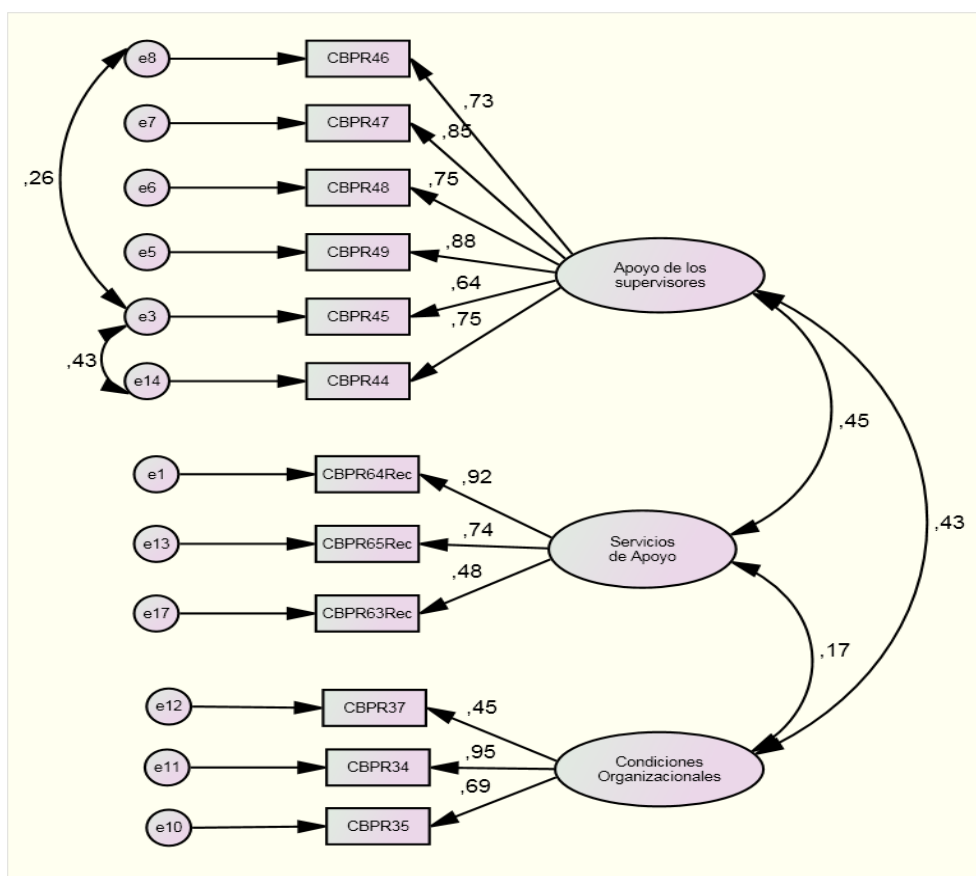 e8
CBPR46
,73
e7
CBPR47
,85
,26
e6
CBPR48
,75
e5
CBPR49
,88
Apoyo de los
supervisores
e3
CBPR45
,64
,43
e14
CBPR44
,75
,45
e1
CBPR64Rec
,92
e13
CBPR65Rec
,74
Servicios
de Apoyo
,43
e17
CBPR63Rec
,48
,17
e12
CBPR37
,45
e11
CBPR34
,95
Condiciones
Organizacionales
e10
CBPR35
,69